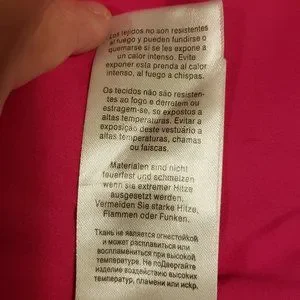 Los tejidos no son resistentes
al fuego y pueden fundirse o
quemarse si se les expone a
un calor intenso. Evite
exponer esta prenda al calor
intenso, al fuego a chispas.
Os tecidos não são resisten-
tes ao fogo e derretem ou
estragem-se, se expostos a
altas temperaturas. Evitar a
exposição deste vestuário a
altas temperaturas, chamas
ou faíscas.
Materialen sind nicht
feuerfest und schmelzen
wenn sie extremer Hitze
ausgesetzt werden.
Vermeiden Sie starke Hitze,
Flammen oder Funken.
Ткань не является огнестойкой
и может расплавиться или
воспламениться при высокой
температуре. Не подвергайте
изделие воздействию высоких
температур, пламени или искр.